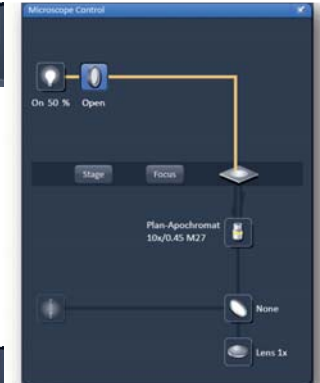 Microscope Control
On 50 %
Open
Stage
Focus
Plan-Apochromat
10x/0.45 M27
None
Lens 1x